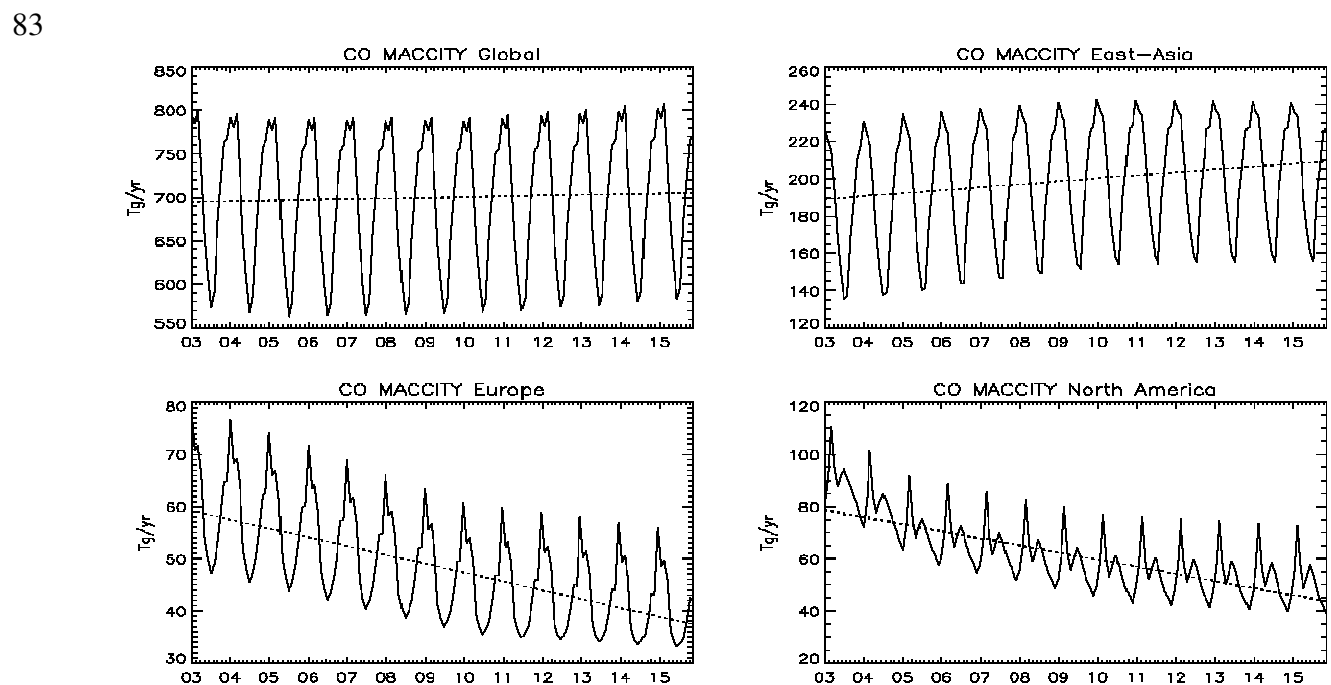 83
CO MACCITY Global
CO MACCITY East-Asia
850
800
750
700
650
600
550
Tg/yr
03 04 05 06 07 08 09 10 11 12 13 14 15
260
240
220
200
180
160
140
120
Tg/yr
03 04 05 06 07 08 09 10 11 12 13 14 15
CO MACCITY Europe
CO MACCITY North America
80
70
60
50
40
30
Tg/yr
03 04 05 06 07 08 09 10 11 12 13 14 15
120
100
80
60
40
20
Tg/yr
03 04 05 06 07 08 09 10 11 12 13 14 15